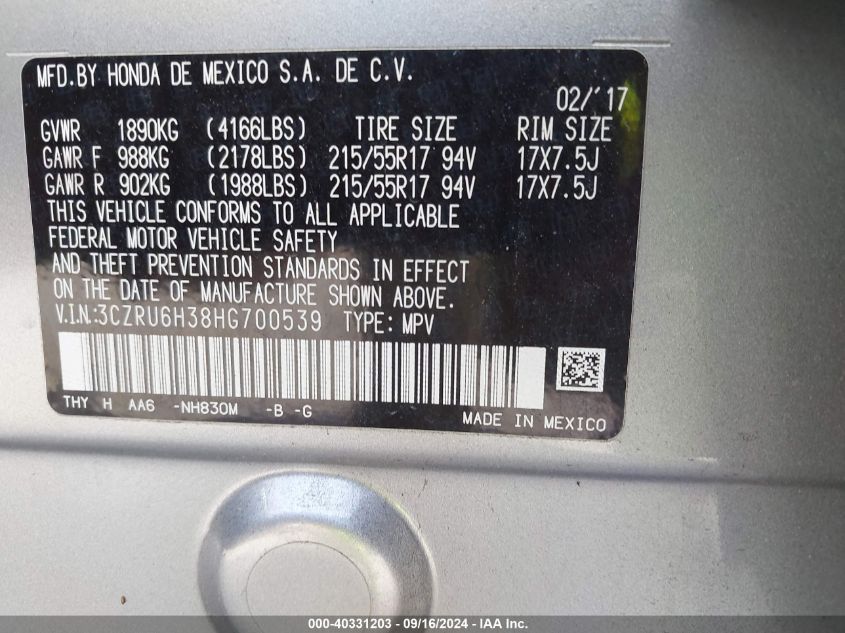 MFD.BY HONDA DE MEXICO S.A. DE C.V.
02/'17
GVWR 1890KG (4166LBS) TIRE SIZE RIM SIZE
GAWR F 988KG (2178LBS) 215/55R17 94V 17X7.5J
GAWR R 902KG (1988LBS) 215/55R17 94V 17X7.5J
THIS VEHICLE CONFORMS TO ALL APPLICABLE
FEDERAL MOTOR VEHICLE SAFETY
AND THEFT PREVENTION STANDARDS IN EFFECT
ON THE DATE OF MANUFACTURE SHOWN ABOVE.
V.I.N.:3CZRU6H38HG700539 TYPE: MPV
THY H AA6 -NH830M -B -G
MADE IN MEXICO
000-40331203 - 09/16/2024 - IAA Inc.